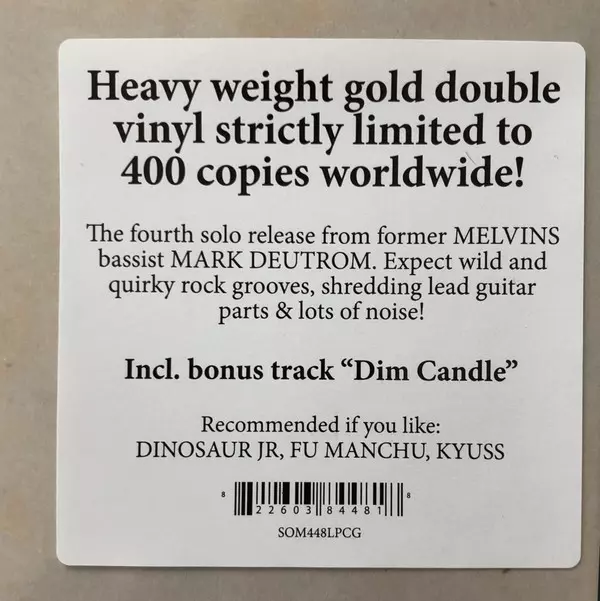 Heavy weight gold double
vinyl strictly limited to
400 copies worldwide!
The fourth solo release from former MELVINS
bassist MARK DEUTROM. Expect wild and
quirky rock grooves, shredding lead guitar
parts & lots of noise!
Incl. bonus track “Dim Candle”
Recommended if you like:
DINOSAUR JR, FU MANCHU, KYUSS
8 22603 84481 8
SOM448LPCG